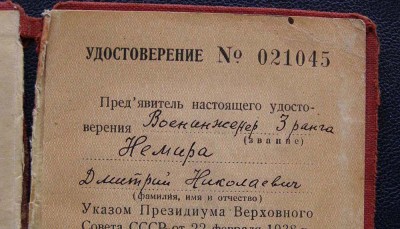 УДОСТОВЕРЕНИЕ № 021045
Пред'явитель настоящего удосто-
верения Военинженер 3 ранга
(звание)
Немира
Дмитрий Николаевич
(фамилия, имя и отчество)
Указом Президиума Верховного
Совета СССР от 22 февраля 1938 г.